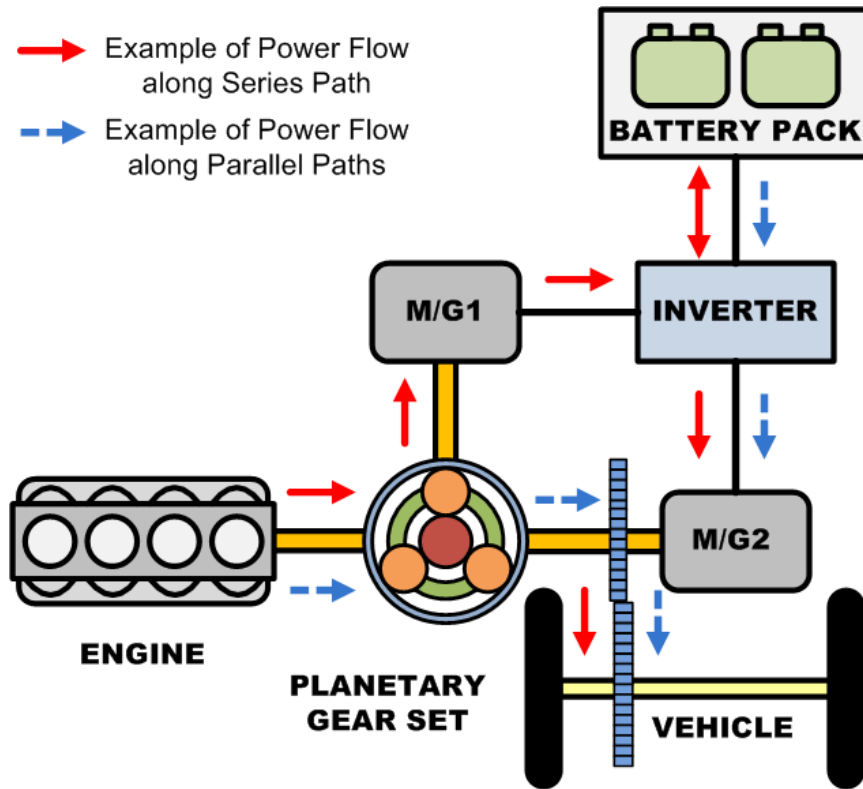 Example of Power Flow
along Series Path
Example of Power Flow
along Parallel Paths
BATTERY PACK
M/G1
INVERTER
M/G2
ENGINE
PLANETARY
GEAR SET
VEHICLE